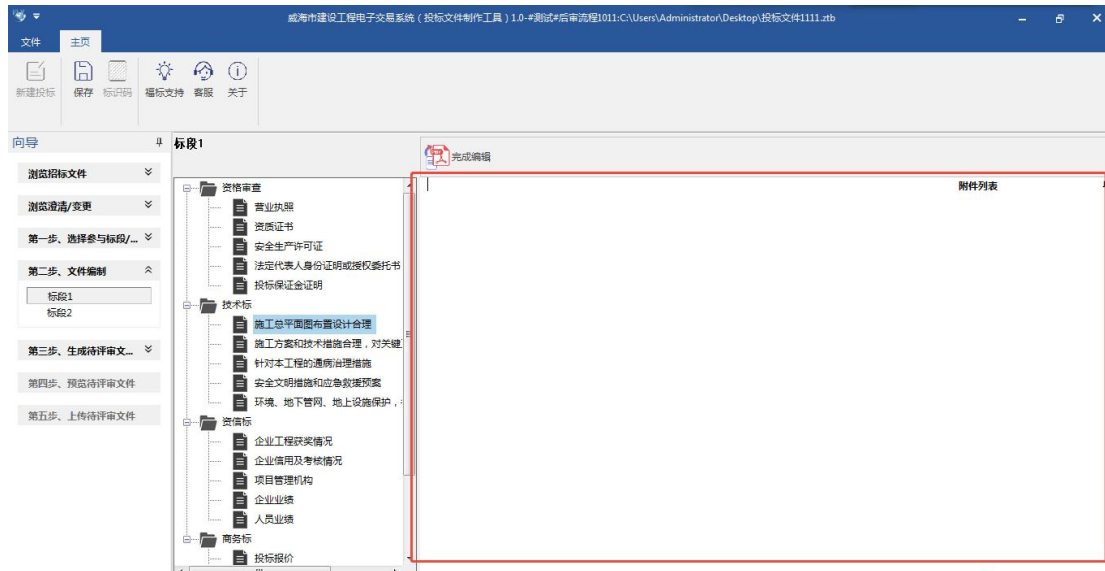 威海市建设工程电子交易系统(投标文件制作工具)1.0-#测试#后审流程1011:C:\Users\Administrator\Desktop\投标文件1111.ztb
文件 主页
新建投标 保存 标识码 福标支持 客服 关于
向导
标段1
完成编辑
浏览招标文件
浏览澄清/变更
第一步、选择参与标段/...
第二步、文件编制
标段1
标段2
第三步、生成待评审文...
第四步、预览待评审文件
第五步、上传待评审文件
资格审查
营业执照
资质证书
安全生产许可证
法定代表人身份证明或授权委托书
投标保证金证明
技术标
施工总平面图布置设计合理
施工方案和技术措施合理,对关键
针对本工程的通病治理措施
安全文明措施和应急救援预案
环境、地下管网、地上设施保护,
资信标
企业工程获奖情况
企业信用及考核情况
项目管理机构
企业业绩
人员业绩
商务标
投标报价
附件列表